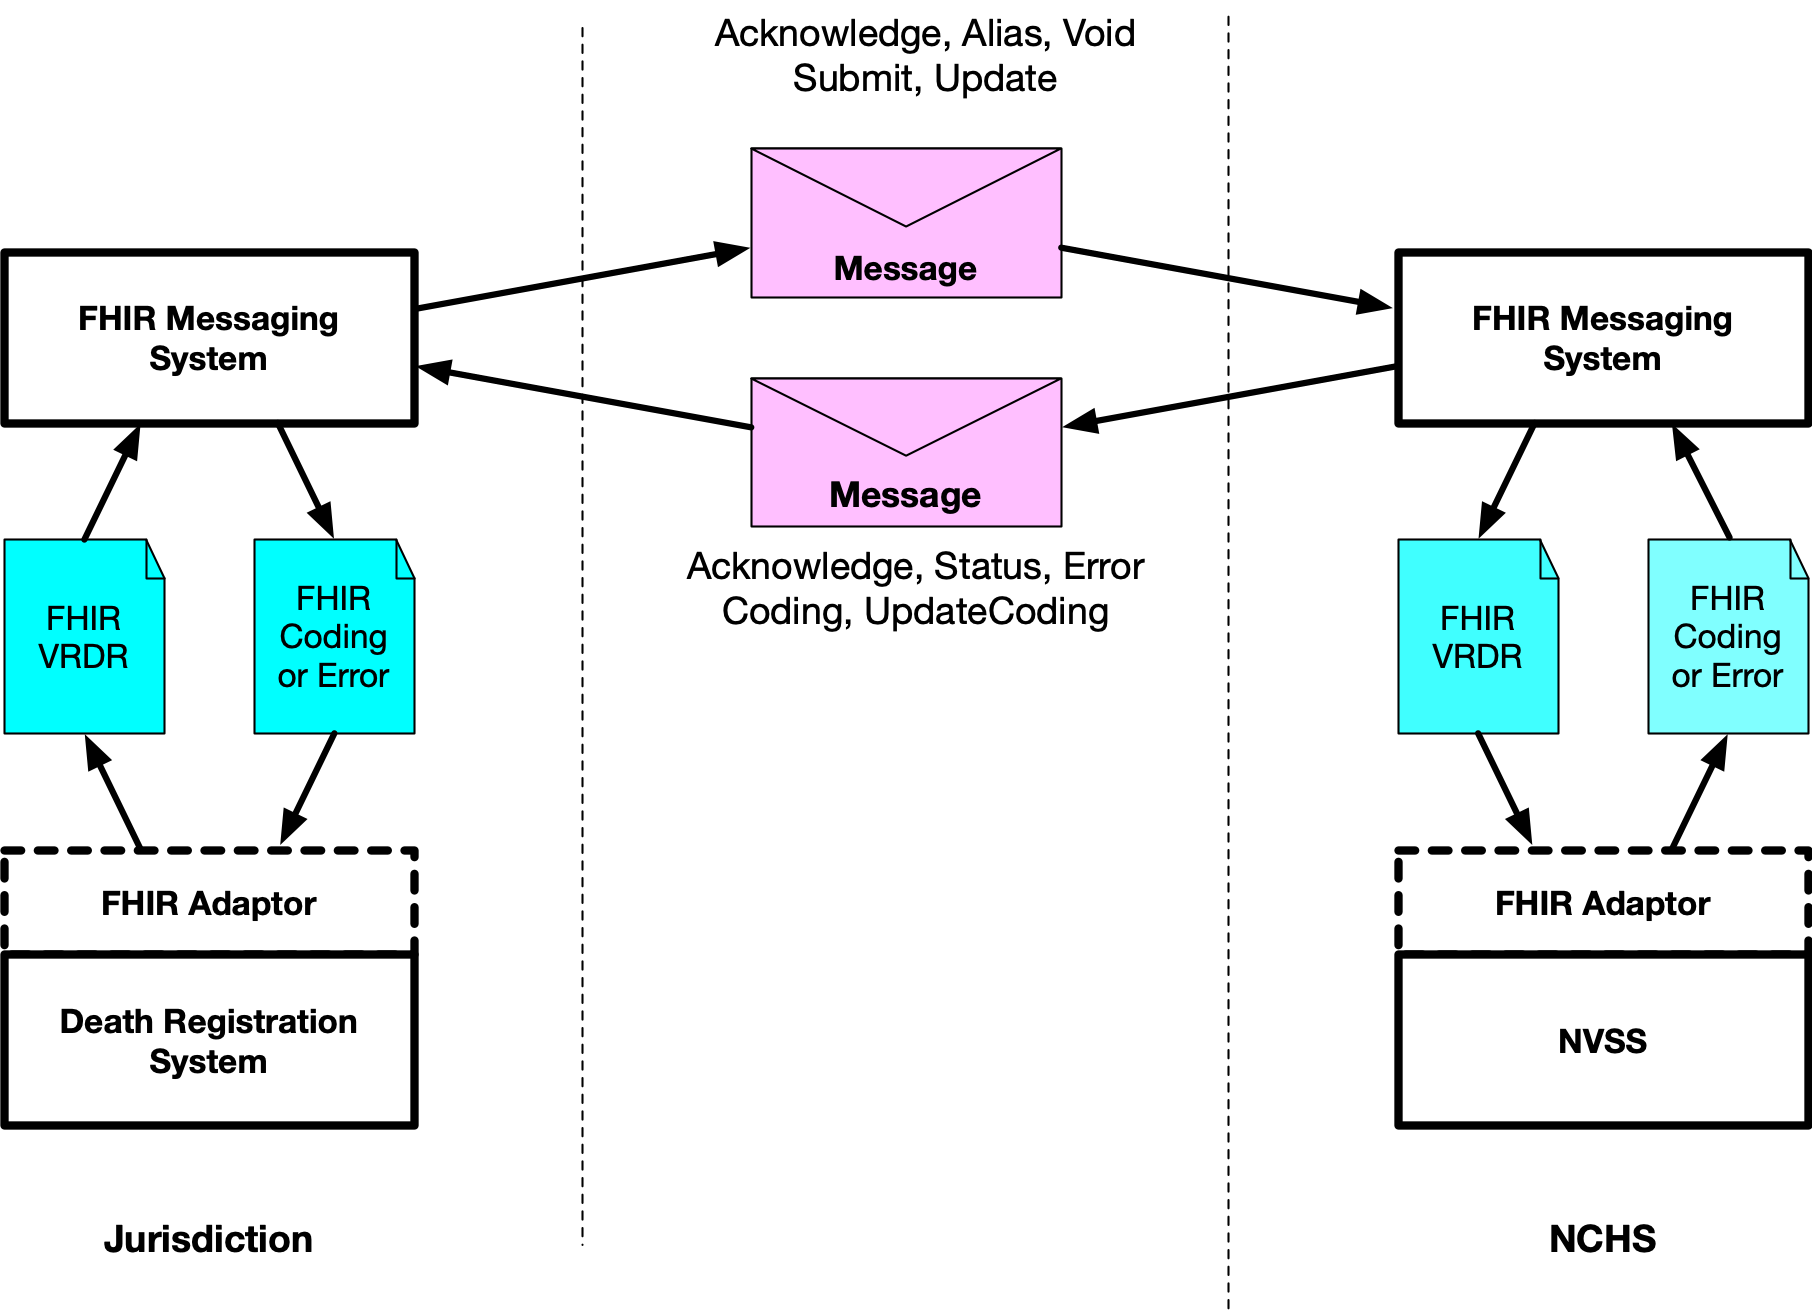 Acknowledge, Alias, Void
Submit, Update
Message
FHIR Messaging
System
FHIR Messaging
System
Message
Acknowledge, Status, Error
Coding, UpdateCoding
FHIR
VRDR
FHIR
Coding
or Error
FHIR
VRDR
FHIR
Coding
or Error
FHIR Adaptor
Death Registration
System
FHIR Adaptor
NVSS
Jurisdiction
NCHS